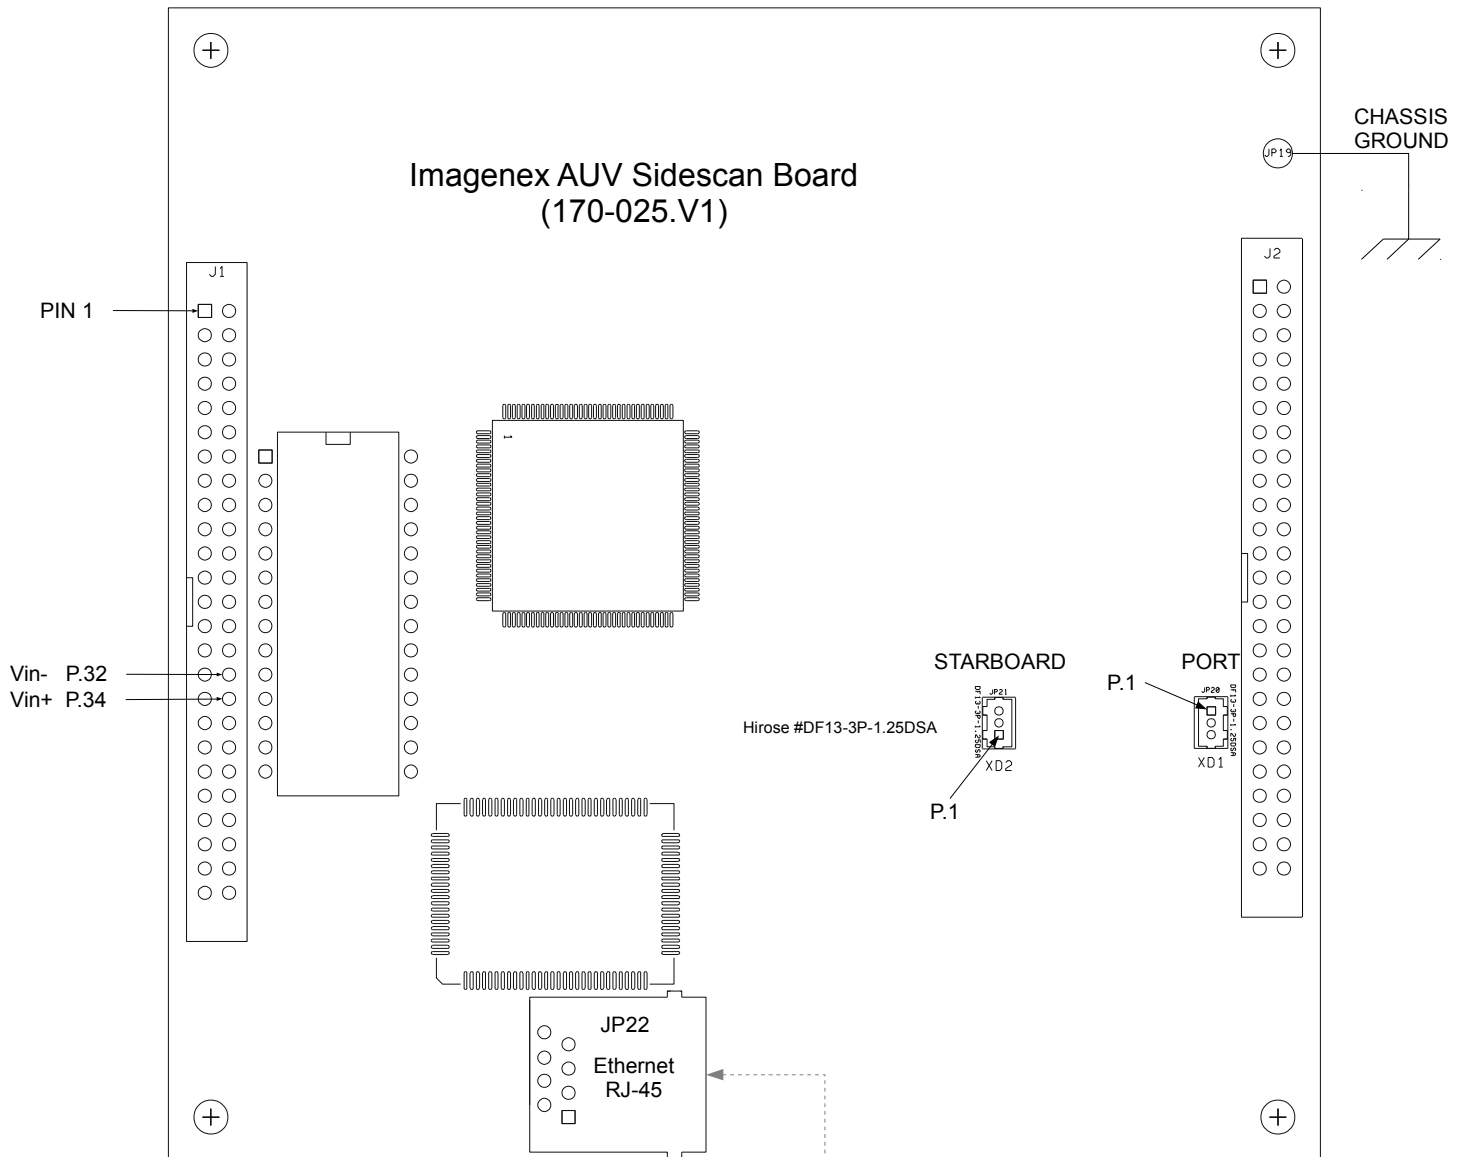 CHASSIS
GROUND
JP19
Imagenex AUV Sidescan Board
(170-025.V1)
J1
J2
PIN 1
1
Vin- P.32
Vin+ P.34
STARBOARD
PORT
P.1
JP21
JP20
DF13-3P-1.25DSA
DF13-3P-1.25DSA
Hirose #DF13-3P-1.25DSA
XD2
XD1
P.1
JP22
Ethernet
RJ-45